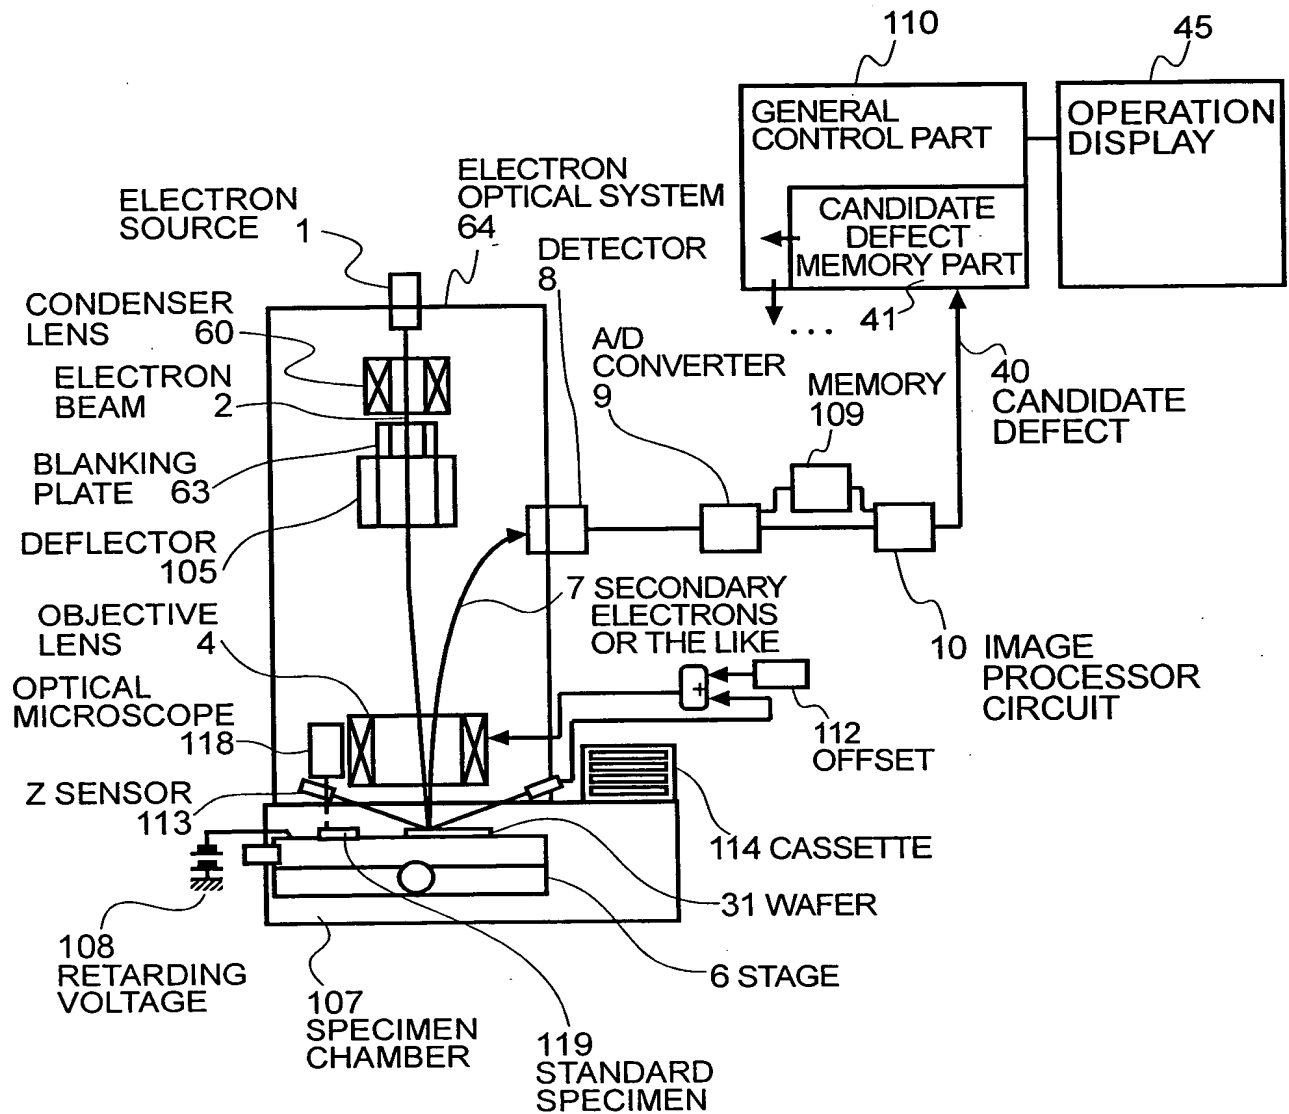 110
45
GENERAL
CONTROL PART
OPERATION
DISPLAY
CANDIDATE
DEFECT
MEMORY PART
41
ELECTRON
SOURCE 1
ELECTRON
OPTICAL SYSTEM
64
DETECTOR
8
CONDENSER
LENS 60
A/D
CONVERTER
9
...
ELECTRON
BEAM 2
MEMORY
109
40
CANDIDATE
DEFECT
BLANKING
PLATE 63
DEFLECTOR
105
7 SECONDARY
ELECTRONS
OR THE LIKE
OBJECTIVE
LENS 4
10 IMAGE
PROCESSOR
CIRCUIT
OPTICAL
MICROSCOPE
118
+
112
OFFSET
Z SENSOR
113
114 CASSETTE
31 WAFER
108
RETARDING
VOLTAGE
6 STAGE
107
SPECIMEN
CHAMBER
119
STANDARD
SPECIMEN